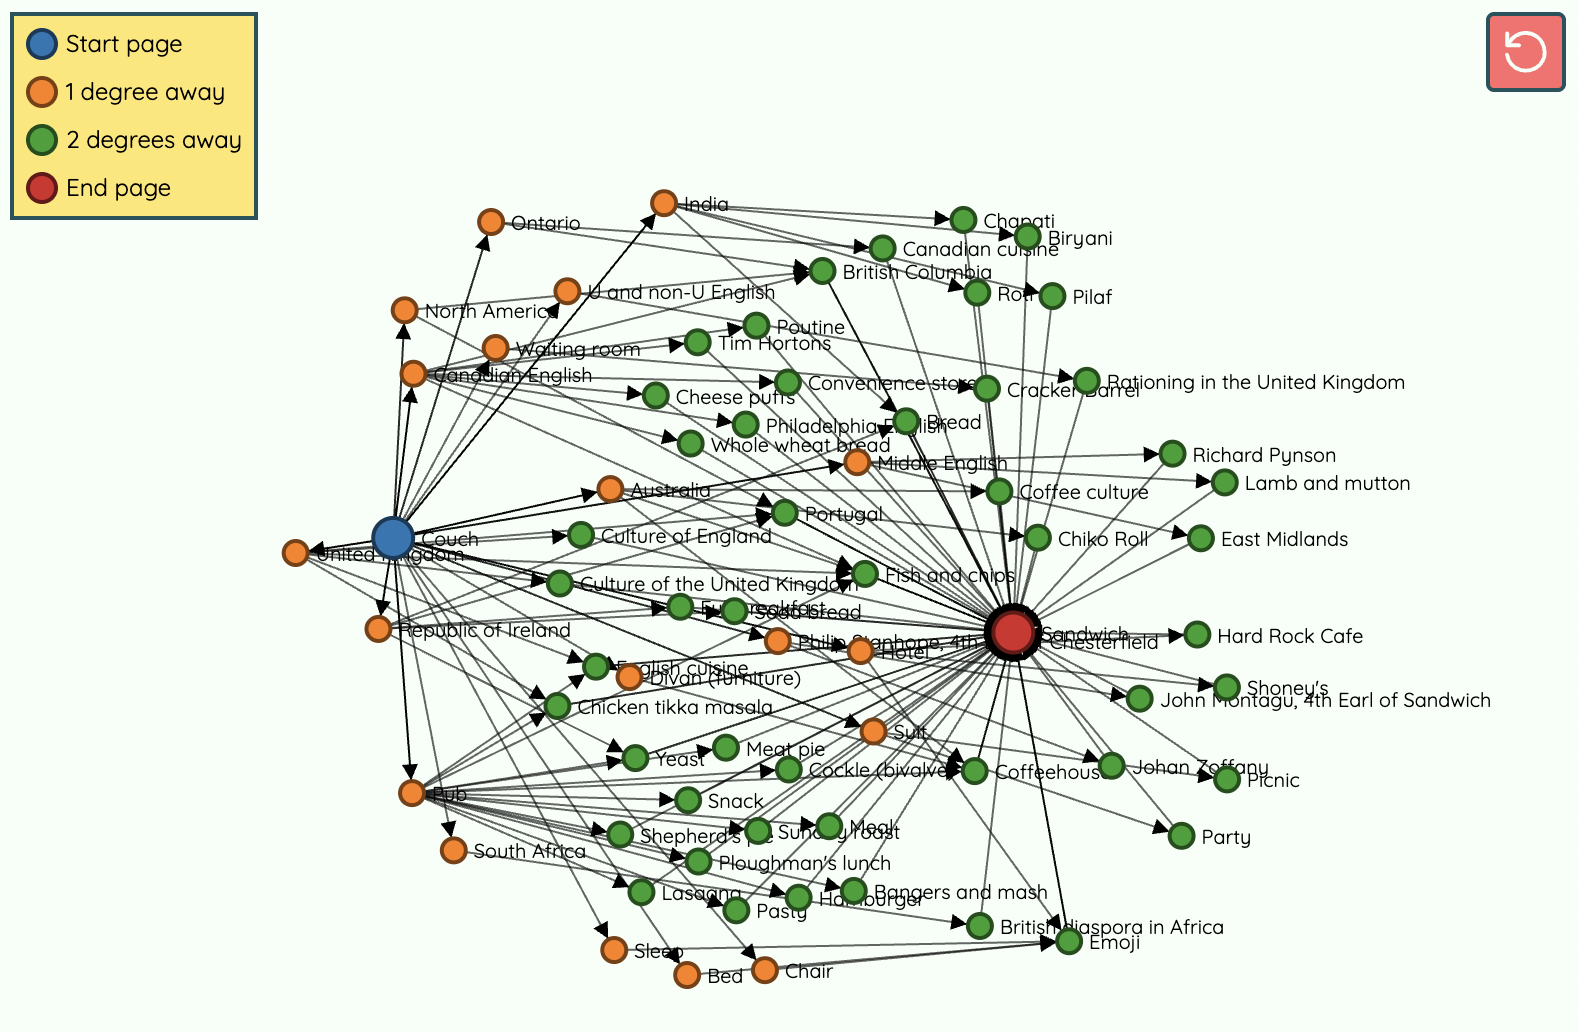 Start page
1 degree away
2 degrees away
End page
India
Ontario
Chapati
Biryani
Canadian cuisine
British Columbia
U and non-U English
Roti
Pilaf
North America
Poutine
Tim Hortons
Waiting room
Canadian English
Convenience store
Rationing in the United Kingdom
Cracker Barrel
Cheese puffs
Philadelphia English
Bread
Whole wheat bread
Middle English
Richard Pynson
Lamb and mutton
Australia
Coffee culture
Portugal
Couch
Culture of England
Chiko Roll
East Midlands
United Kingdom
Fish and chips
Culture of the United Kingdom
Full breakfast
Soda bread
Republic of Ireland
Sandwich
Hard Rock Cafe
Philip Stanhope, 4th Earl of Chesterfield
Hotel
English cuisine
Divan (furniture)
Shoney's
John Montagu, 4th Earl of Sandwich
Chicken tikka masala
Suit
Meat pie
Yeast
Cockle (bivalve)
Coffeehouse
Johan Zoffany
Picnic
Pub
Snack
Shepherd's pie
Sunday roast
Meal
Party
South Africa
Ploughman's lunch
Lasagna
Pasty
Hamburger
Bangers and mash
British diaspora in Africa
Emoji
Sleep
Bed
Chair